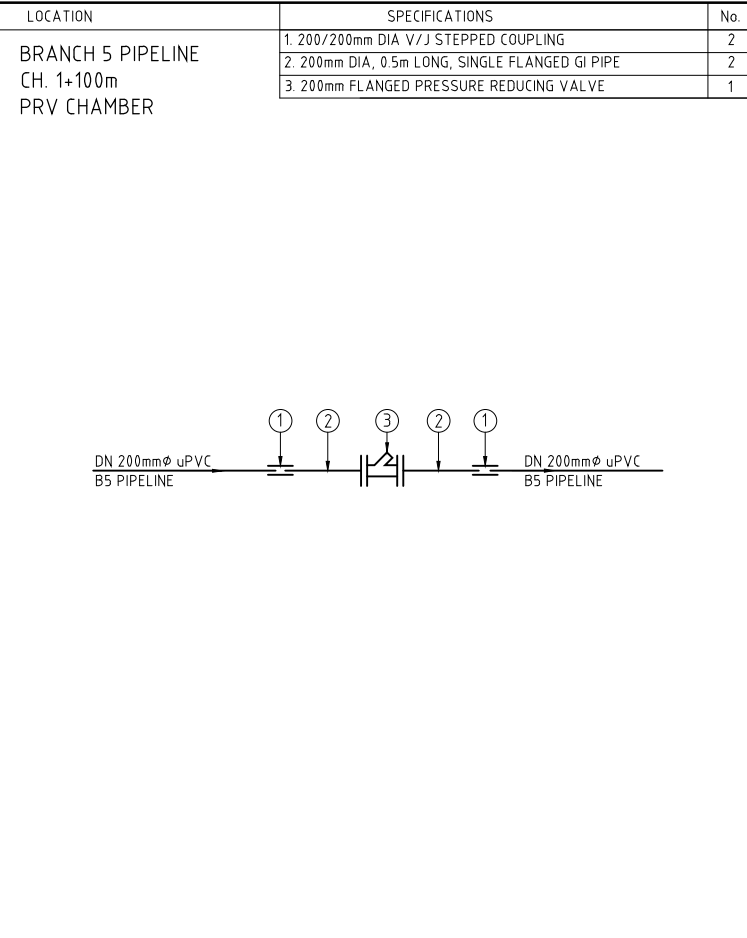 LOCATION SPECIFICATIONS No.
BRANCH 5 PIPELINE
CH. 1+100m
PRV CHAMBER
1. 200/200mm DIA V/J STEPPED COUPLING 2
2. 200mm DIA, 0.5m LONG, SINGLE FLANGED GI PIPE 2
3. 200mm FLANGED PRESSURE REDUCING VALVE 1
1 2 3 2 1
DN 200mmϕ uPVC
B5 PIPELINE
DN 200mmϕ uPVC
B5 PIPELINE